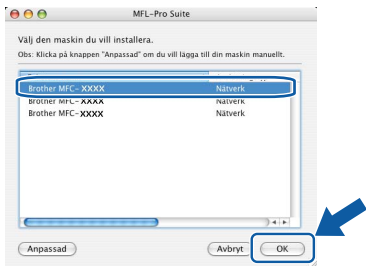 MFL-Pro Suite
Välj den maskin du vill installera.
Obs: Klicka på knappen "Anpassad" om du vill lägga till din maskin manuellt.
Brother MFC- XXXX Nätverk
Brother MFC- XXXX Nätverk
Brother MFC- XXXX Nätverk
Anpassad Avbryt OK